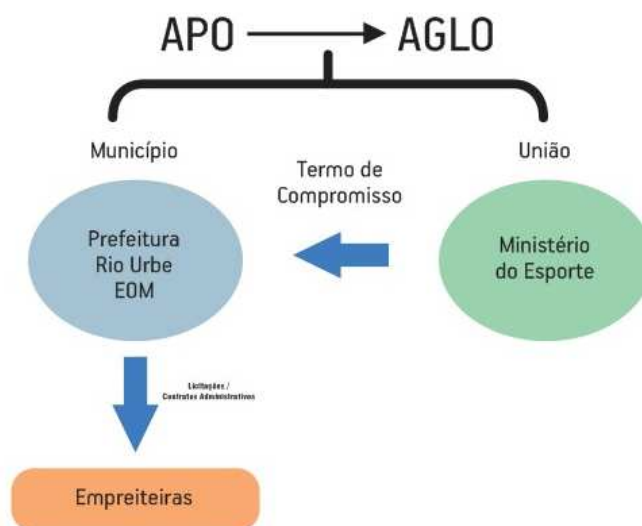 APO AGLO
Município
União
Termo de
Compromisso
Prefeitura
Rio Urbe
EOM
Ministério
do Esporte
Licitações /
Contratos Administrativos
Empreiteiras